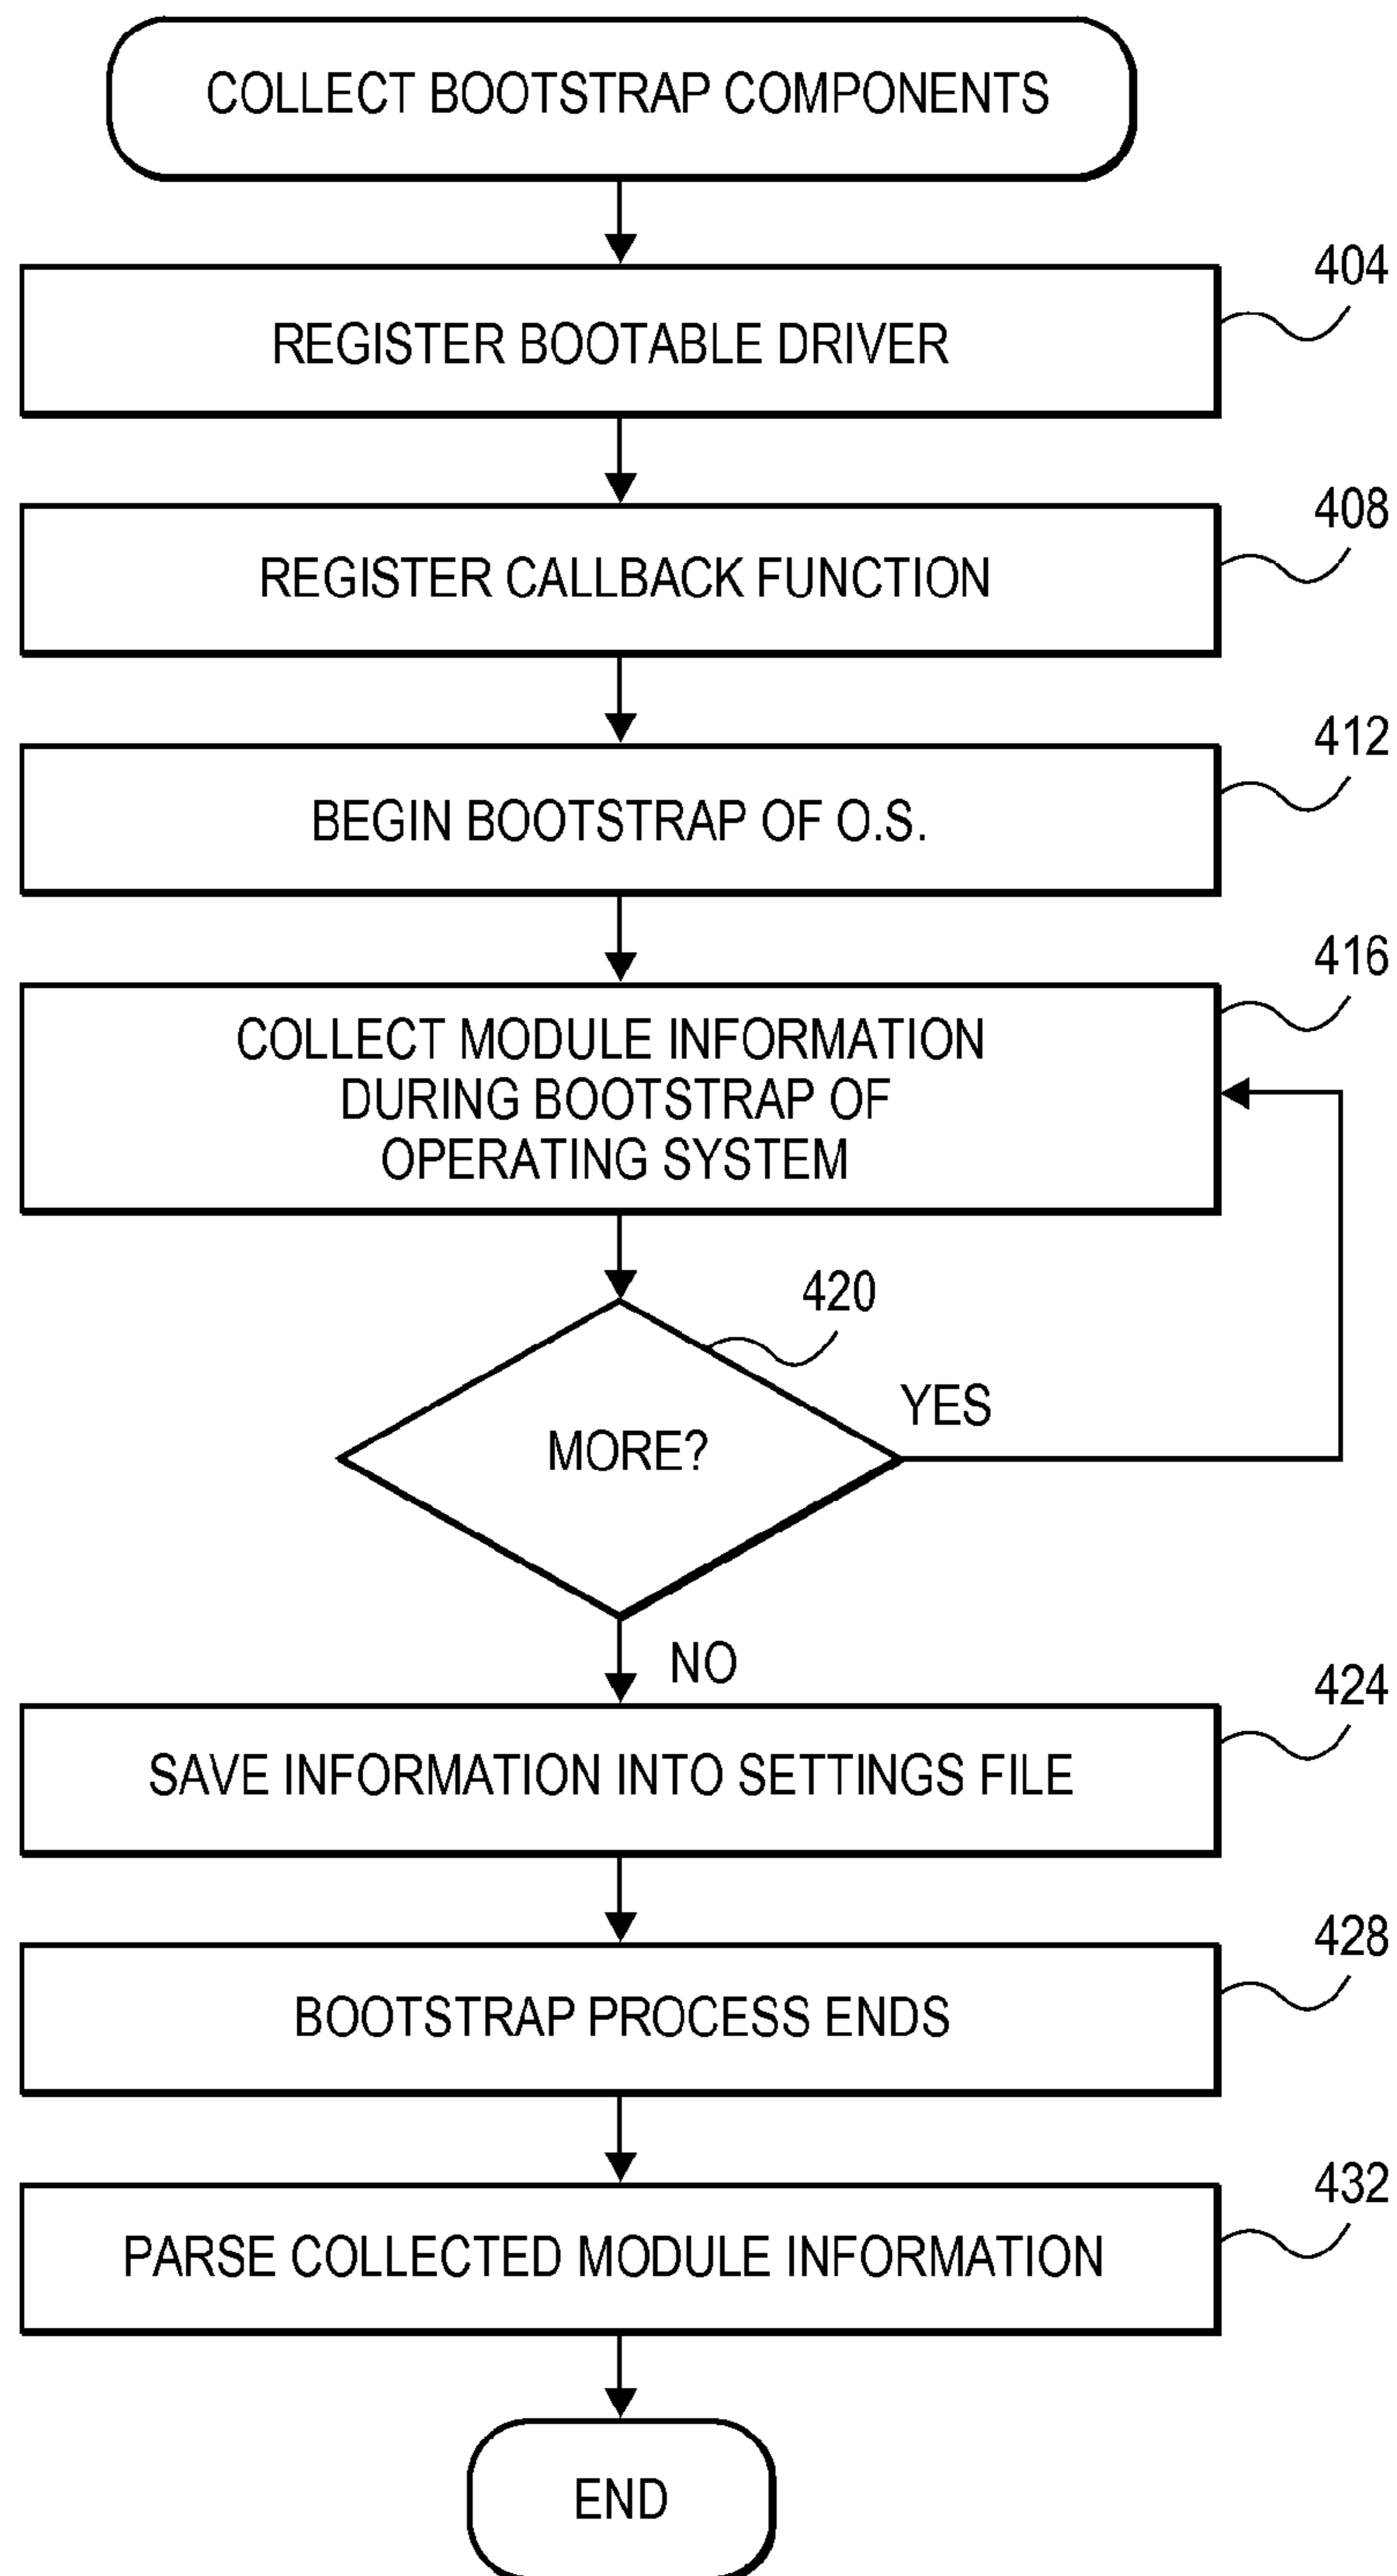 COLLECT BOOTSTRAP COMPONENTS
404
REGISTER BOOTABLE DRIVER
408
REGISTER CALLBACK FUNCTION
412
BEGIN BOOTSTRAP OF O.S.
416
COLLECT MODULE INFORMATION
DURING BOOTSTRAP OF
OPERATING SYSTEM
420
YES
MORE?
NO
424
SAVE INFORMATION INTO SETTINGS FILE
428
BOOTSTRAP PROCESS ENDS
432
PARSE COLLECTED MODULE INFORMATION
END